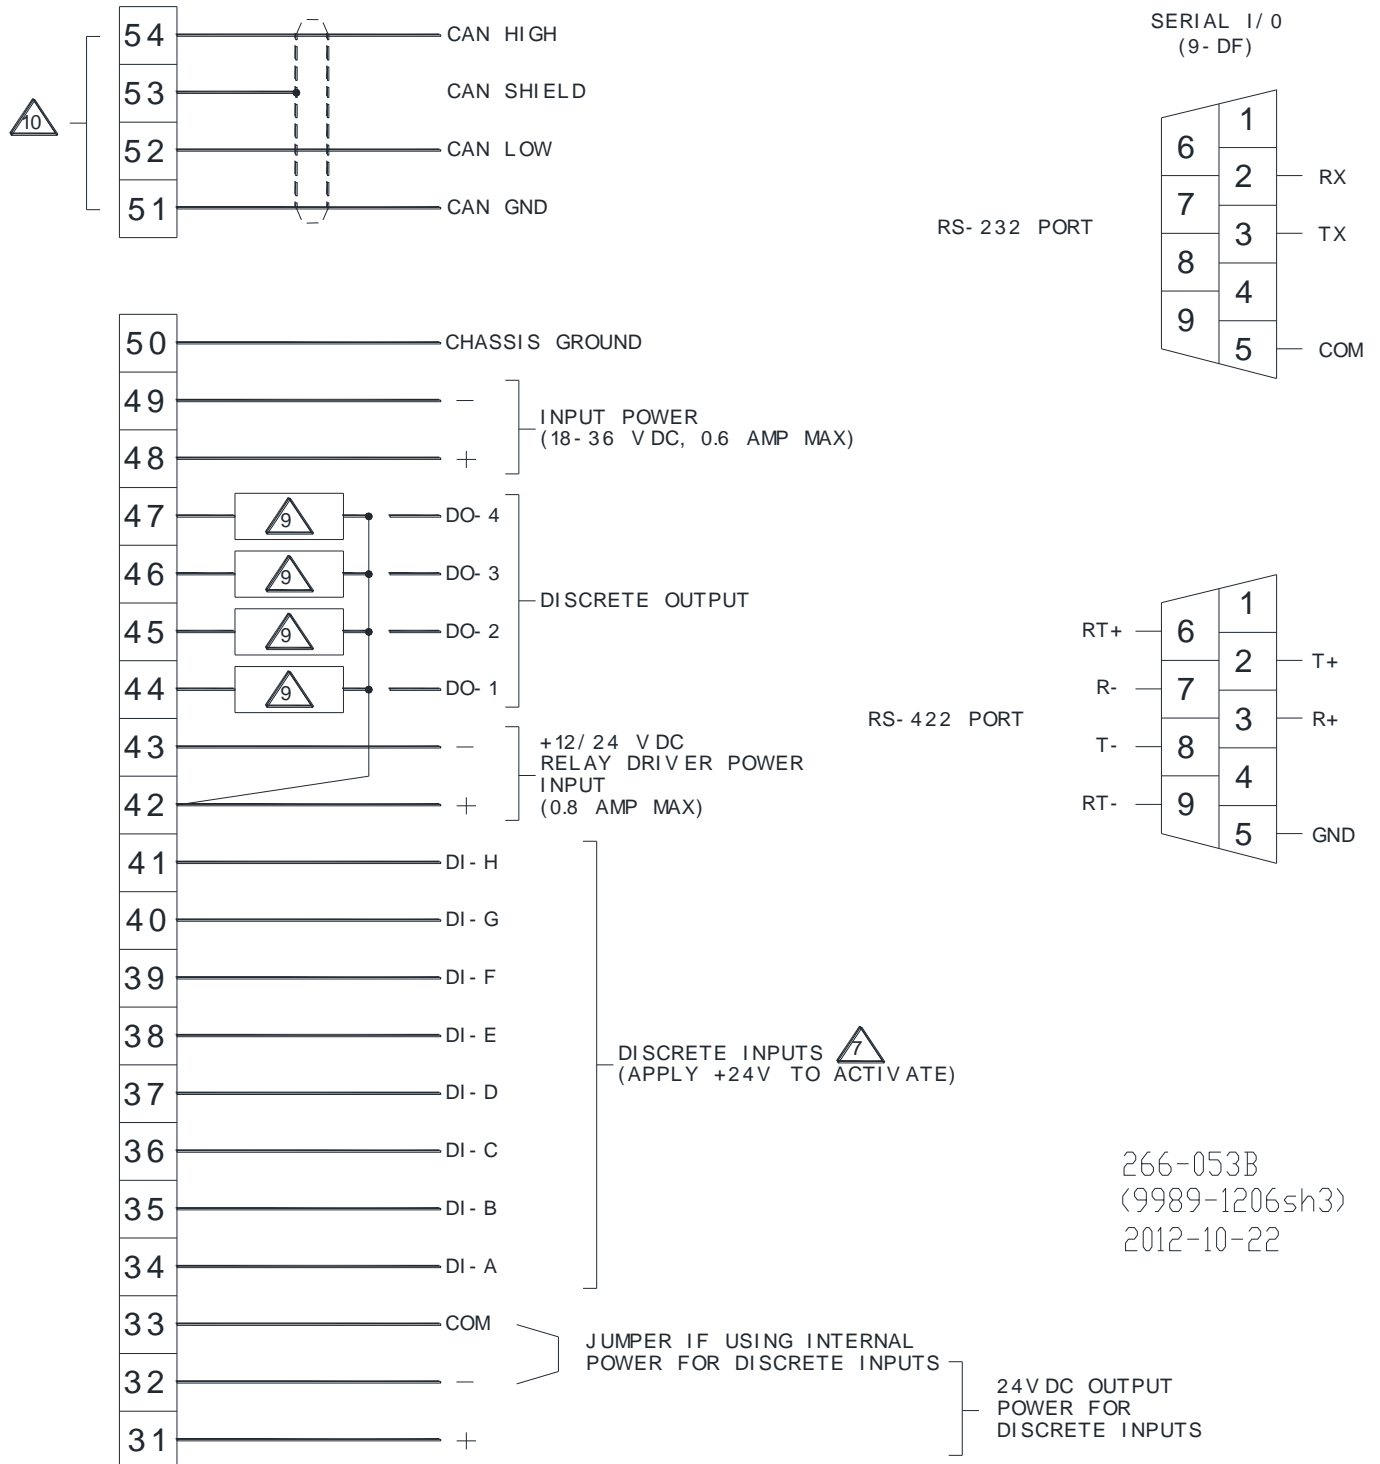 54 CAN HIGH
53 CAN SHIELD
10
52 CAN LOW
51 CAN GND
50 CHASSIS GROUND
49 -
INPUT POWER
(18-36 VDC, 0.6 AMP MAX)
48 +
47 9 DO-4
46 9 DO-3
DISCRETE OUTPUT
45 9 DO-2
44 9 DO-1
43 -
+12/24 VDC
RELAY DRIVER POWER
INPUT
(0.8 AMP MAX)
42 +
41 DI-H
40 DI-G
39 DI-F
38 DI-E
DISCRETE INPUTS 7
(APPLY +24V TO ACTIVATE)
37 DI-D
36 DI-C
35 DI-B
34 DI-A
33 COM
JUMPER IF USING INTERNAL
POWER FOR DISCRETE INPUTS
32 -
24VDC OUTPUT
POWER FOR
DISCRETE INPUTS
31 +
SERIAL I/0
(9-DF)
RS-232 PORT
1
6
2 RX
7
3 TX
8
4
9
5 COM
RS-422 PORT
1
RT+ 6
2 T+
R- 7
3 R+
T- 8
4
RT- 9
5 GND
266-053B
(9989-1206sh3)
2012-10-22